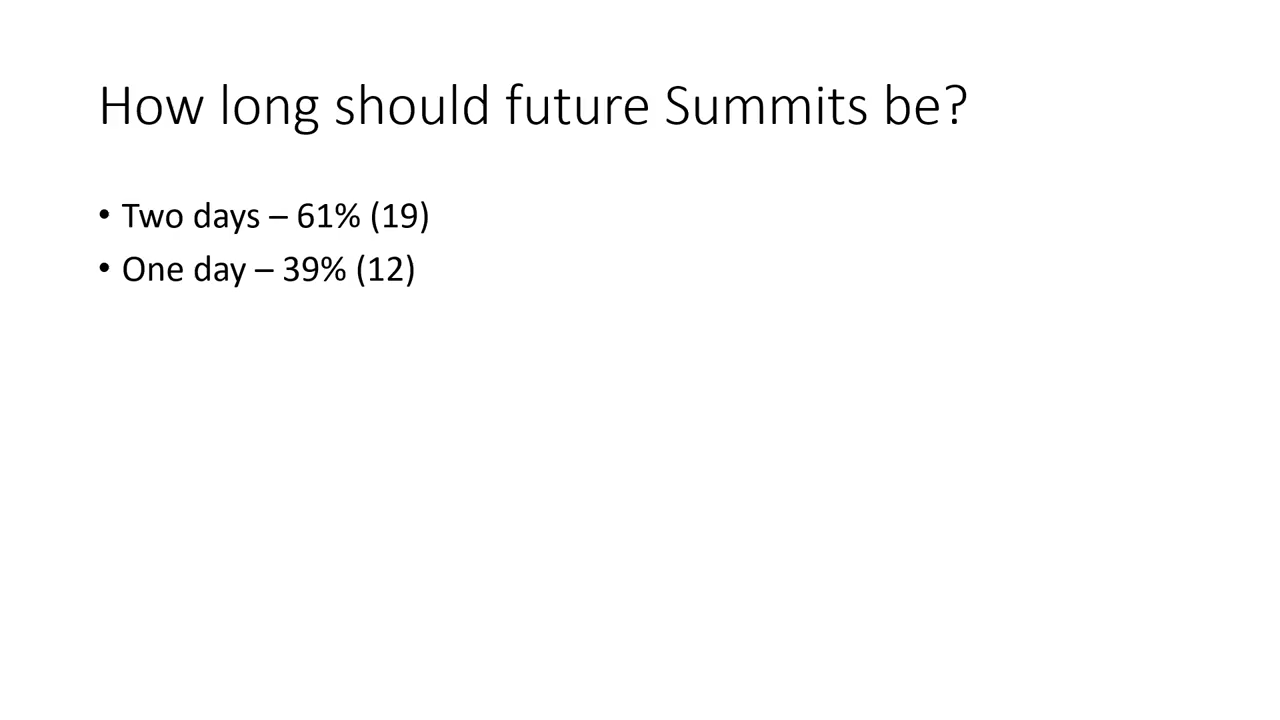 How long should future Summits be?
• Two days – 61% (19)
• One day – 39% (12)